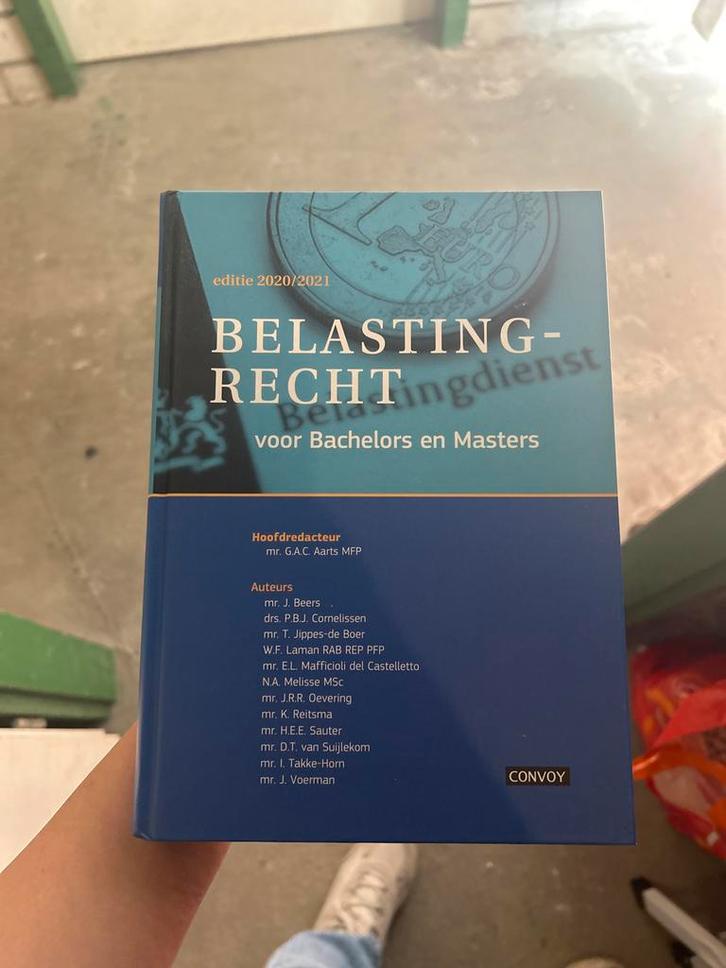 EURO
editie 2020/2021
BELASTING-
RECHT
Belastingdienst
voor Bachelors en Masters
Hoofdredacteur
mr. G.A.C. Aarts MFP
Auteurs
mr. J. Beers
drs. P.B.J. Cornelissen
mr. T. Jippes-de Boer
W.F. Laman RAB REP PFP
mr. E.L. Mafficioli del Castelletto
N.A. Melisse MSc
mr. J.R.R. Oevering
mr. K. Reitsma
mr. H.E.E. Sauter
mr. D.T. van Suijlekom
mr. I. Takke-Horn
mr. J. Voerman
CONVOY